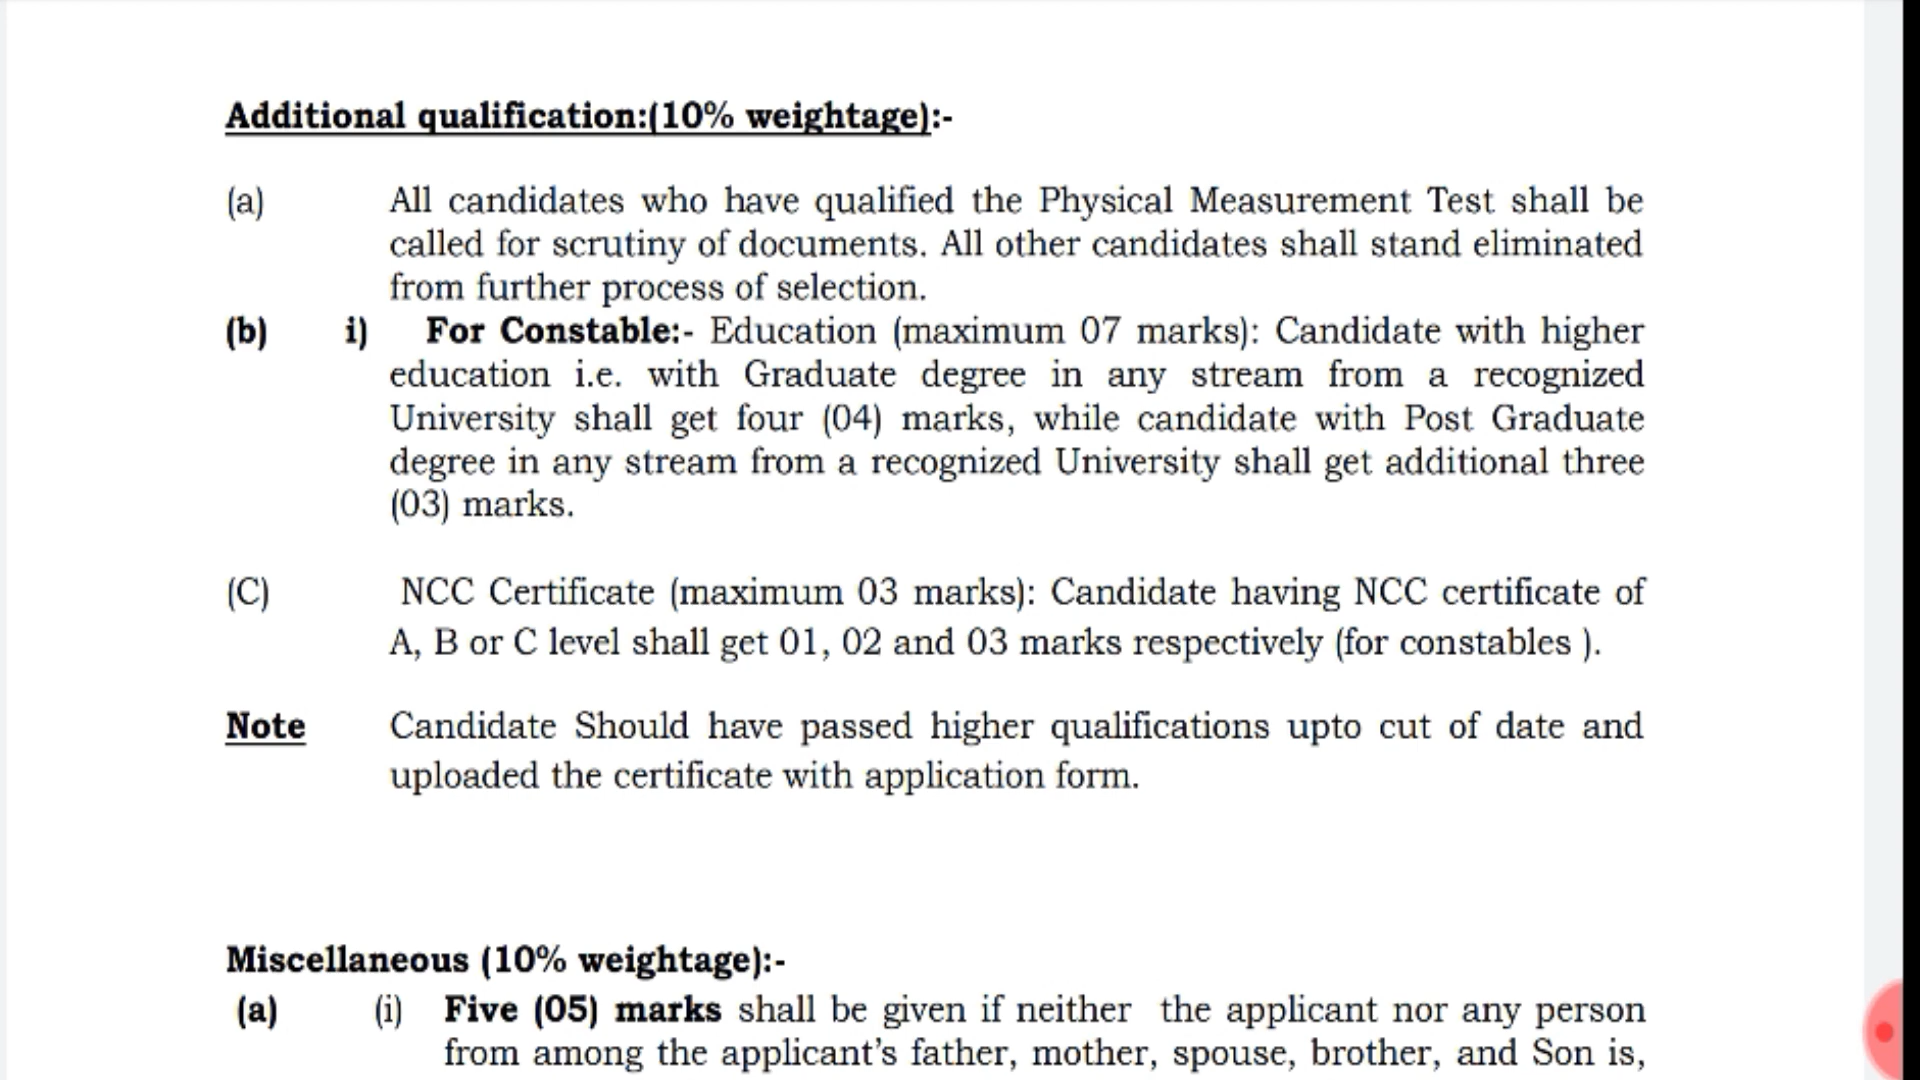 Additional qualification:(10% weightage):-
(a) All candidates who have qualified the Physical Measurement Test shall be
called for scrutiny of documents. All other candidates shall stand eliminated
from further process of selection.
(b) i) For Constable:- Education (maximum 07 marks): Candidate with higher
education i.e. with Graduate degree in any stream from a recognized
University shall get four (04) marks, while candidate with Post Graduate
degree in any stream from a recognized University shall get additional three
(03) marks.
(C) NCC Certificate (maximum 03 marks): Candidate having NCC certificate of
A, B or C level shall get 01, 02 and 03 marks respectively (for constables ).
Note Candidate Should have passed higher qualifications upto cut of date and
uploaded the certificate with application form.
Miscellaneous (10% weightage):-
(a) (i) Five (05) marks shall be given if neither the applicant nor any person
from among the applicant's father, mother, spouse, brother, and Son is,